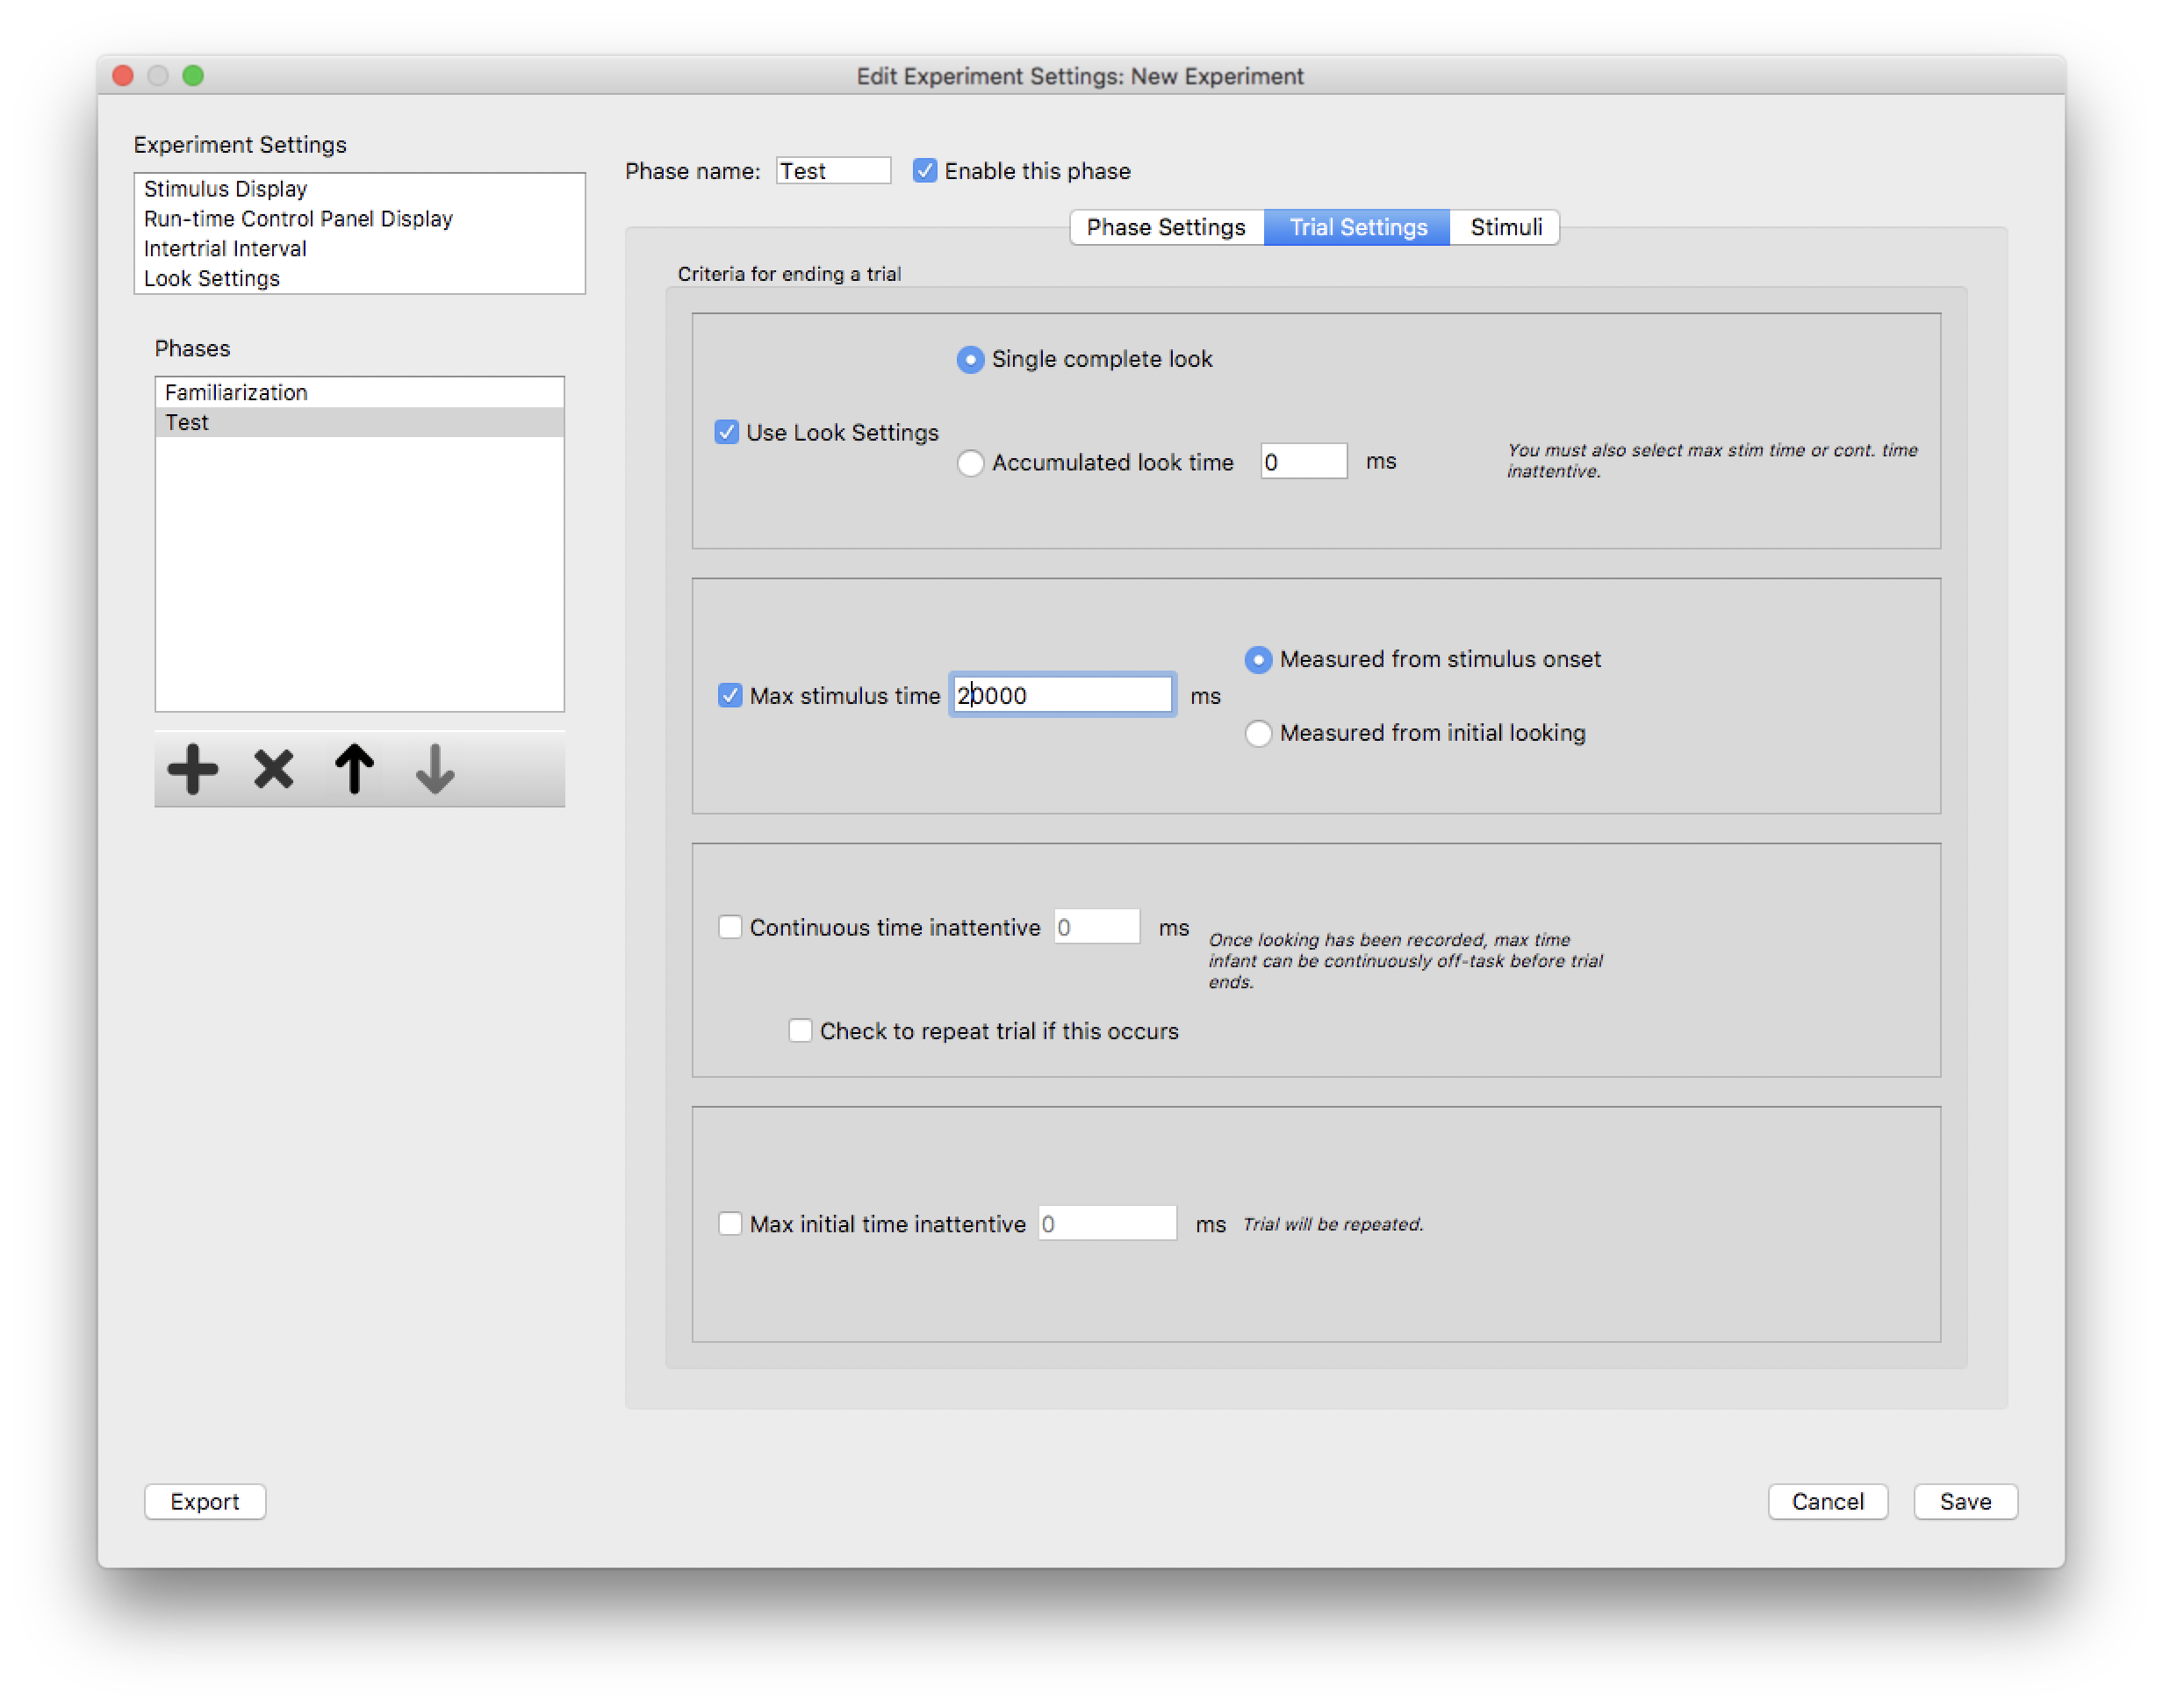 Edit Experiment Settings: New Experiment
Experiment Settings
Stimulus Display
Run-time Control Panel Display
Intertrial Interval
Look Settings
Phases
Familiarization
Test
Phase name: Test Enable this phase
Phase Settings Trial Settings Stimuli
Criteria for ending a trial
Single complete look
Use Look Settings
Accumulated look time 0 ms
You must also select max stim time or cont. time
inattentive.
Measured from stimulus onset
Max stimulus time 20000 ms
Measured from initial looking
Continuous time inattentive 0 ms
Once looking has been recorded, max time
infant can be continuously off-task before trial
ends.
Check to repeat trial if this occurs
Max initial time inattentive 0 ms Trial will be repeated.
Export Cancel Save